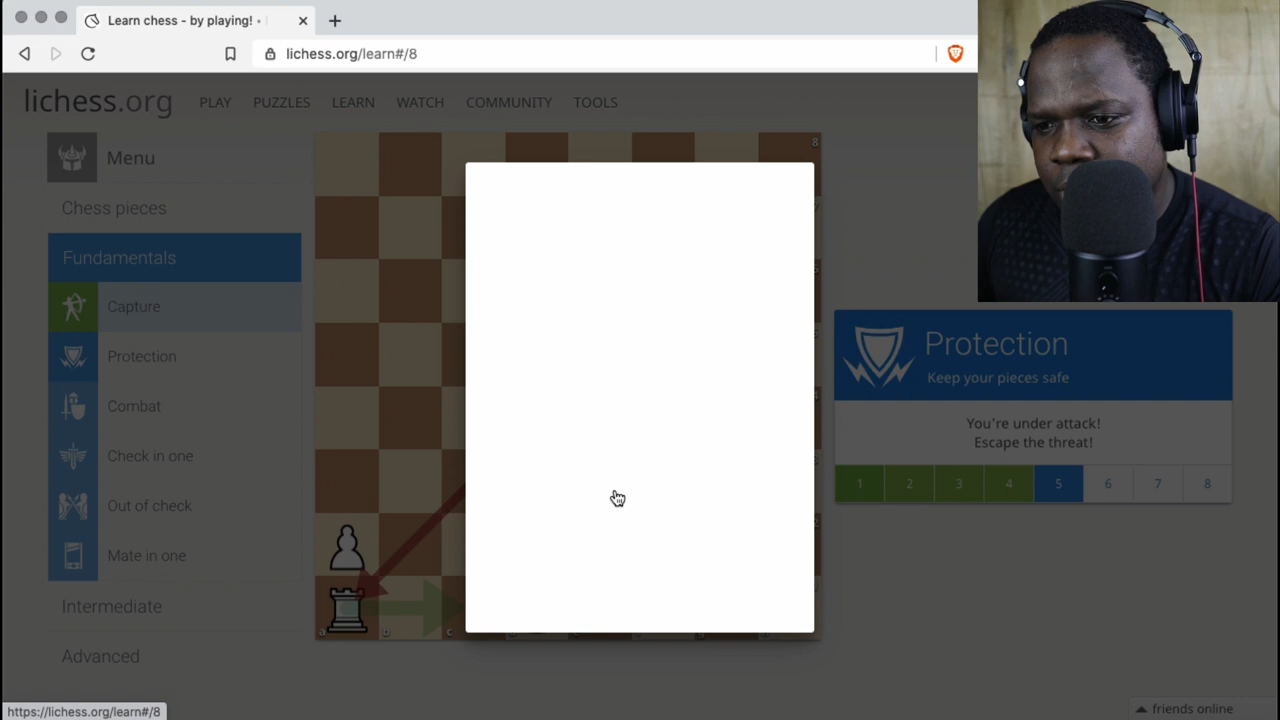 Learn chess - by playing! •
lichess.org/learn#/8
lichess.org
PLAY
PUZZLES
LEARN
WATCH
COMMUNITY
TOOLS
Menu
Chess pieces
Fundamentals
Capture
Protection
Combat
Check in one
Out of check
Mate in one
Intermediate
Advanced
8
a
b
c
Protection
Keep your pieces safe
You're under attack!
Escape the threat!
1 2 3 4 5 6 7 8
https://lichess.org/learn#/8
friends online